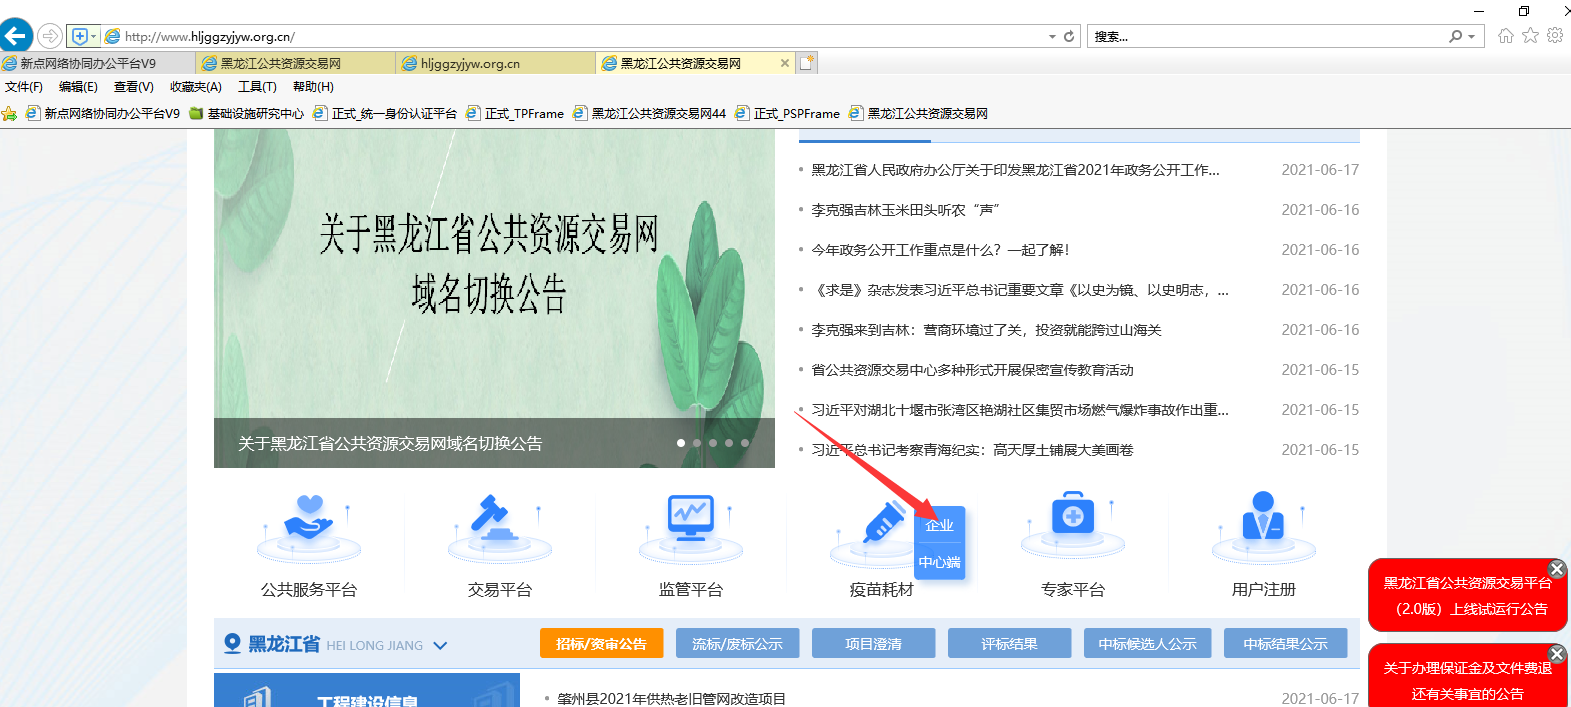 http://www.hljggzyjyw.org.cn/
搜索...
新点网络协同办公平台V9
黑龙江公共资源交易网
hljggzyjyw.org.cn
黑龙江公共资源交易网
文件(F) 编辑(E) 查看(V) 收藏夹(A) 工具(T) 帮助(H)
新点网络协同办公平台V9 基础设施研究中心 正式_统一身份认证平台 正式_TPFrame 黑龙江公共资源交易网44 正式_PSPFrame 黑龙江公共资源交易网
关于黑龙江省公共资源交易网
域名切换公告
关于黑龙江省公共资源交易网域名切换公告
黑龙江省人民政府办公厅关于印发黑龙江省2021年政务公开工作... 2021-06-17
李克强吉林玉米田头听农“声” 2021-06-16
今年政务公开工作重点是什么？一起了解！ 2021-06-16
《求是》杂志发表习近平总书记重要文章《以史为镜、以史明志，... 2021-06-16
李克强来到吉林：营商环境过了关，投资就能跨过山海关 2021-06-16
省公共资源交易中心多种形式开展保密宣传教育活动 2021-06-15
习近平对湖北十堰市张湾区艳湖社区集贸市场燃气爆炸事故作出重... 2021-06-15
习近平总书记考察青海纪实：高天厚土铺展大美画卷 2021-06-15
企业
中心端
公共服务平台
交易平台
监管平台
疫苗耗材
专家平台
用户注册
黑龙江省 HEI LONG JIANG
招标/资审公告
流标/废标公示
项目澄清
评标结果
中标候选人公示
中标结果公示
工程建设信息
肇州县2021年供热老旧管网改造项目 2021-06-17
黑龙江省公共资源交易平台
（2.0版）上线试运行公告
关于办理保证金及文件费退
还有关事宜的公告